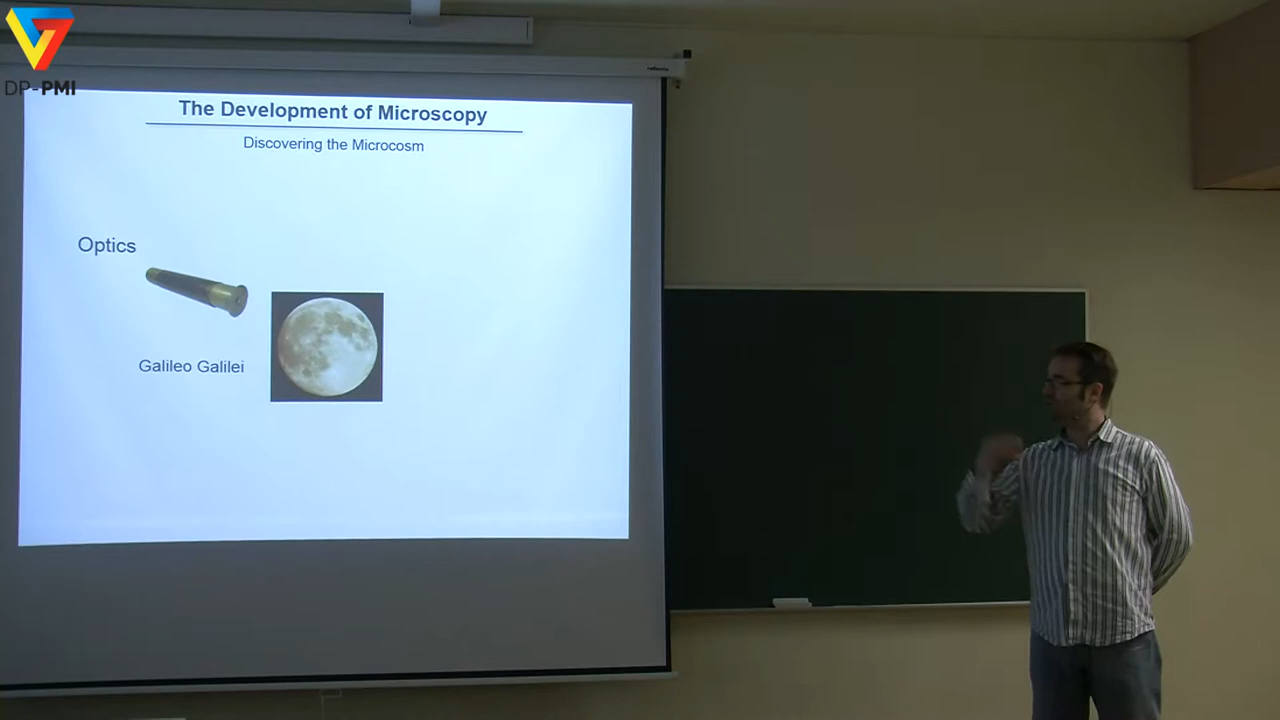 DP-PMI
The Development of Microscopy
Discovering the Microcosm
Optics
Galileo Galilei